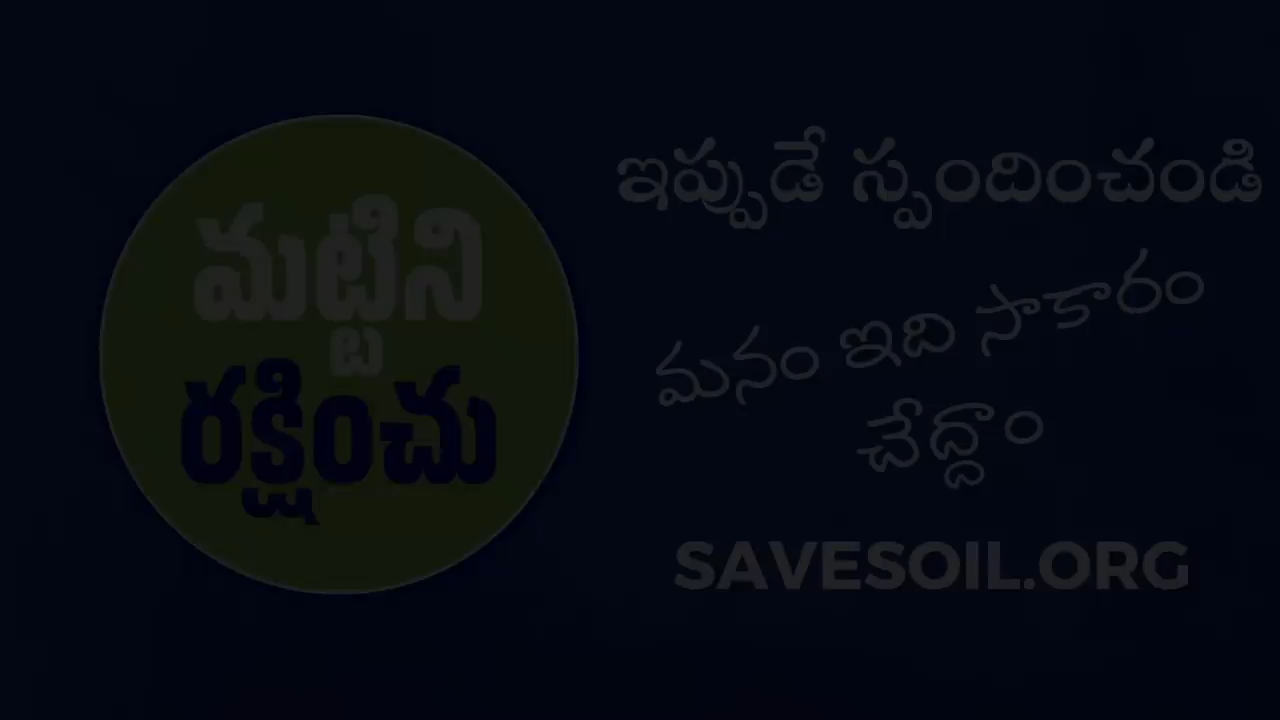 మట్టిని
రక్షించు
ఇప్పుడే స్పందించండి
మనం ఇది సాకారం
చేద్దాం
SAVESOIL.ORG